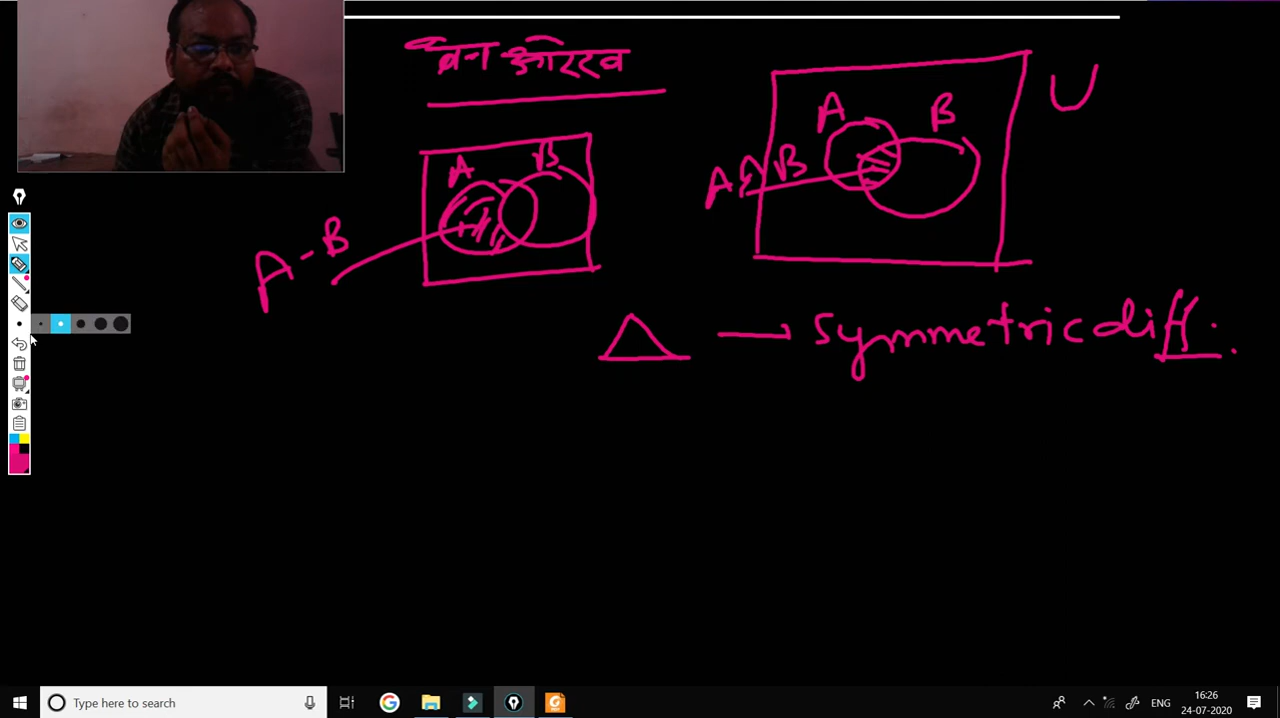 वेन आरेख
A B
A - B
A B U
A ∩ B
△ → Symmetric diff.
Type here to search
ENG
16:26
24-07-2020